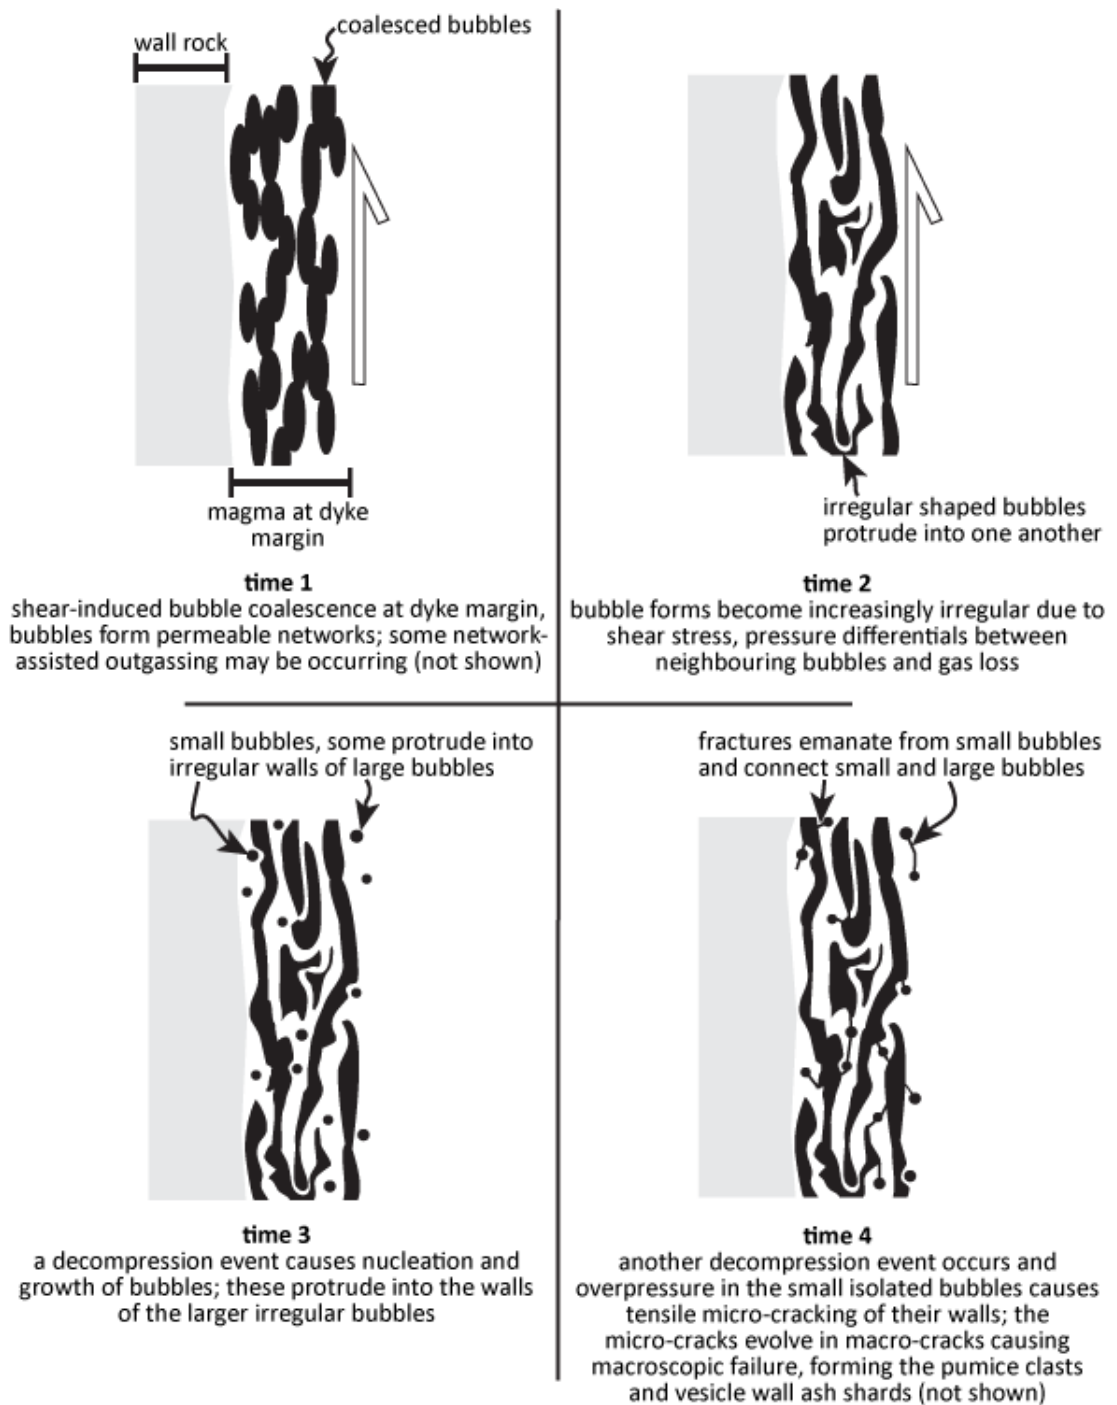 wall rock
coalesced bubbles
magma at dyke
margin
time 1
shear-induced bubble coalescence at dyke margin,
bubbles form permeable networks; some network-
assisted outgassing may be occurring (not shown)
irregular shaped bubbles
protrude into one another
time 2
bubble forms become increasingly irregular due to
shear stress, pressure differentials between
neighbouring bubbles and gas loss
small bubbles, some protrude into
irregular walls of large bubbles
time 3
a decompression event causes nucleation and
growth of bubbles; these protrude into the walls
of the larger irregular bubbles
fractures emanate from small bubbles
and connect small and large bubbles
time 4
another decompression event occurs and
overpressure in the small isolated bubbles causes
tensile micro-cracking of their walls; the
micro-cracks evolve in macro-cracks causing
macroscopic failure, forming the pumice clasts
and vesicle wall ash shards (not shown)